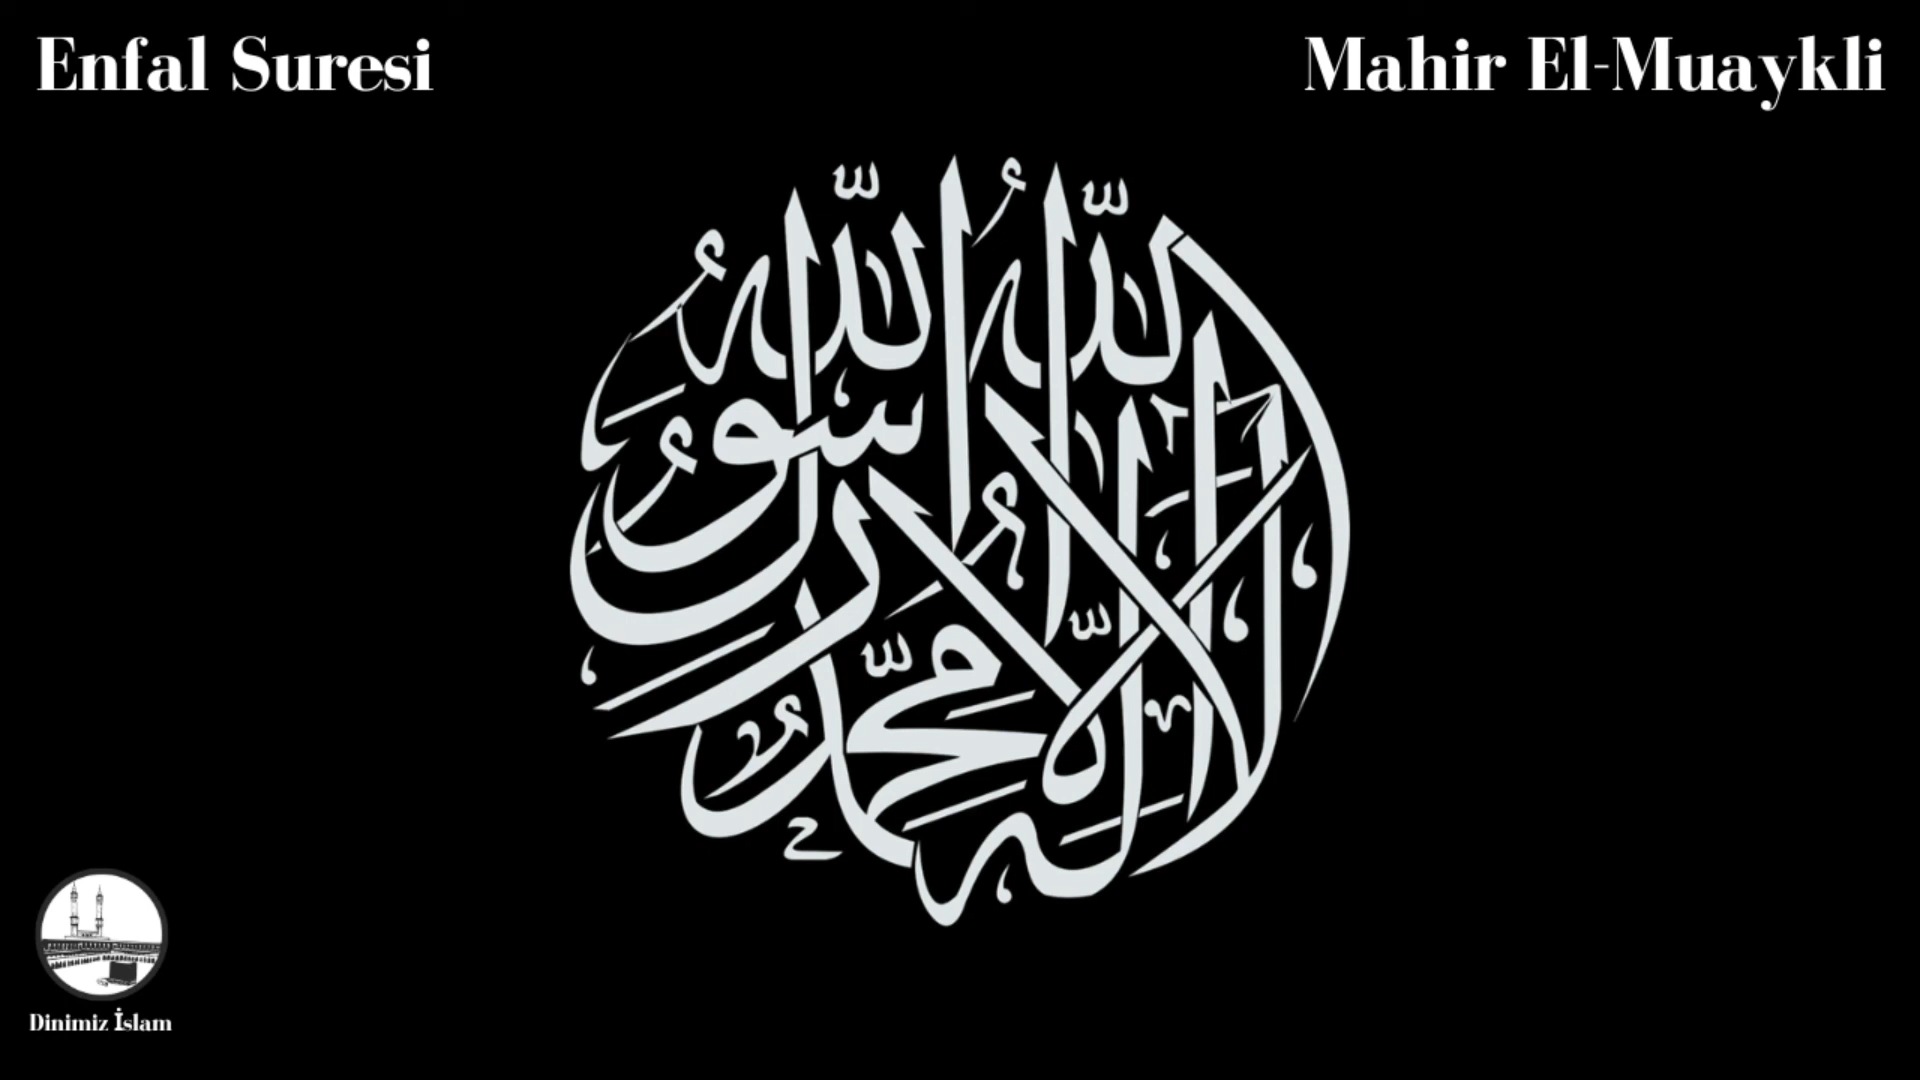 Enfal Suresi
Mahir El-Muaykli
لا إله إلا الله محمد رسول الله
Dinimiz İslam